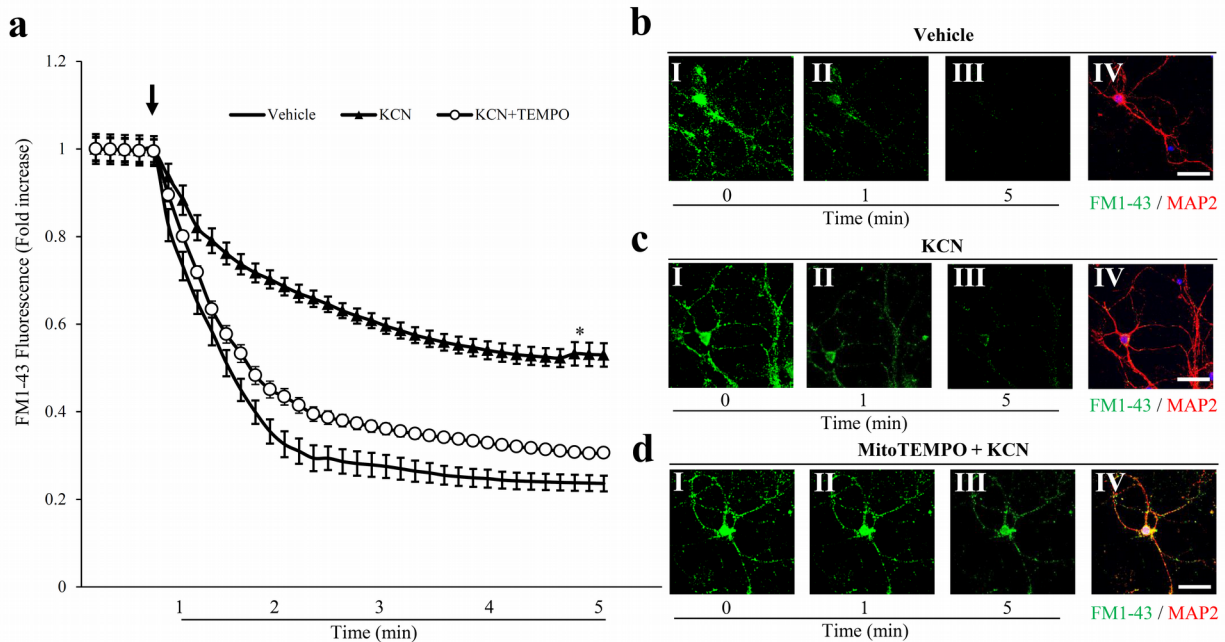 a
1.2
1
0.8
0.6
0.4
0.2
0
FM1-43 Fluorescence (Fold increase)
Vehicle KCN KCN+TEMPO
*
1 2 3 4 5
Time (min)
b
Vehicle
I II III IV
0 1 5
Time (min)
FM1-43 / MAP2
c
KCN
I II III IV
0 1 5
Time (min)
FM1-43 / MAP2
d
MitoTEMPO + KCN
I II III IV
0 1 5
Time (min)
FM1-43 / MAP2